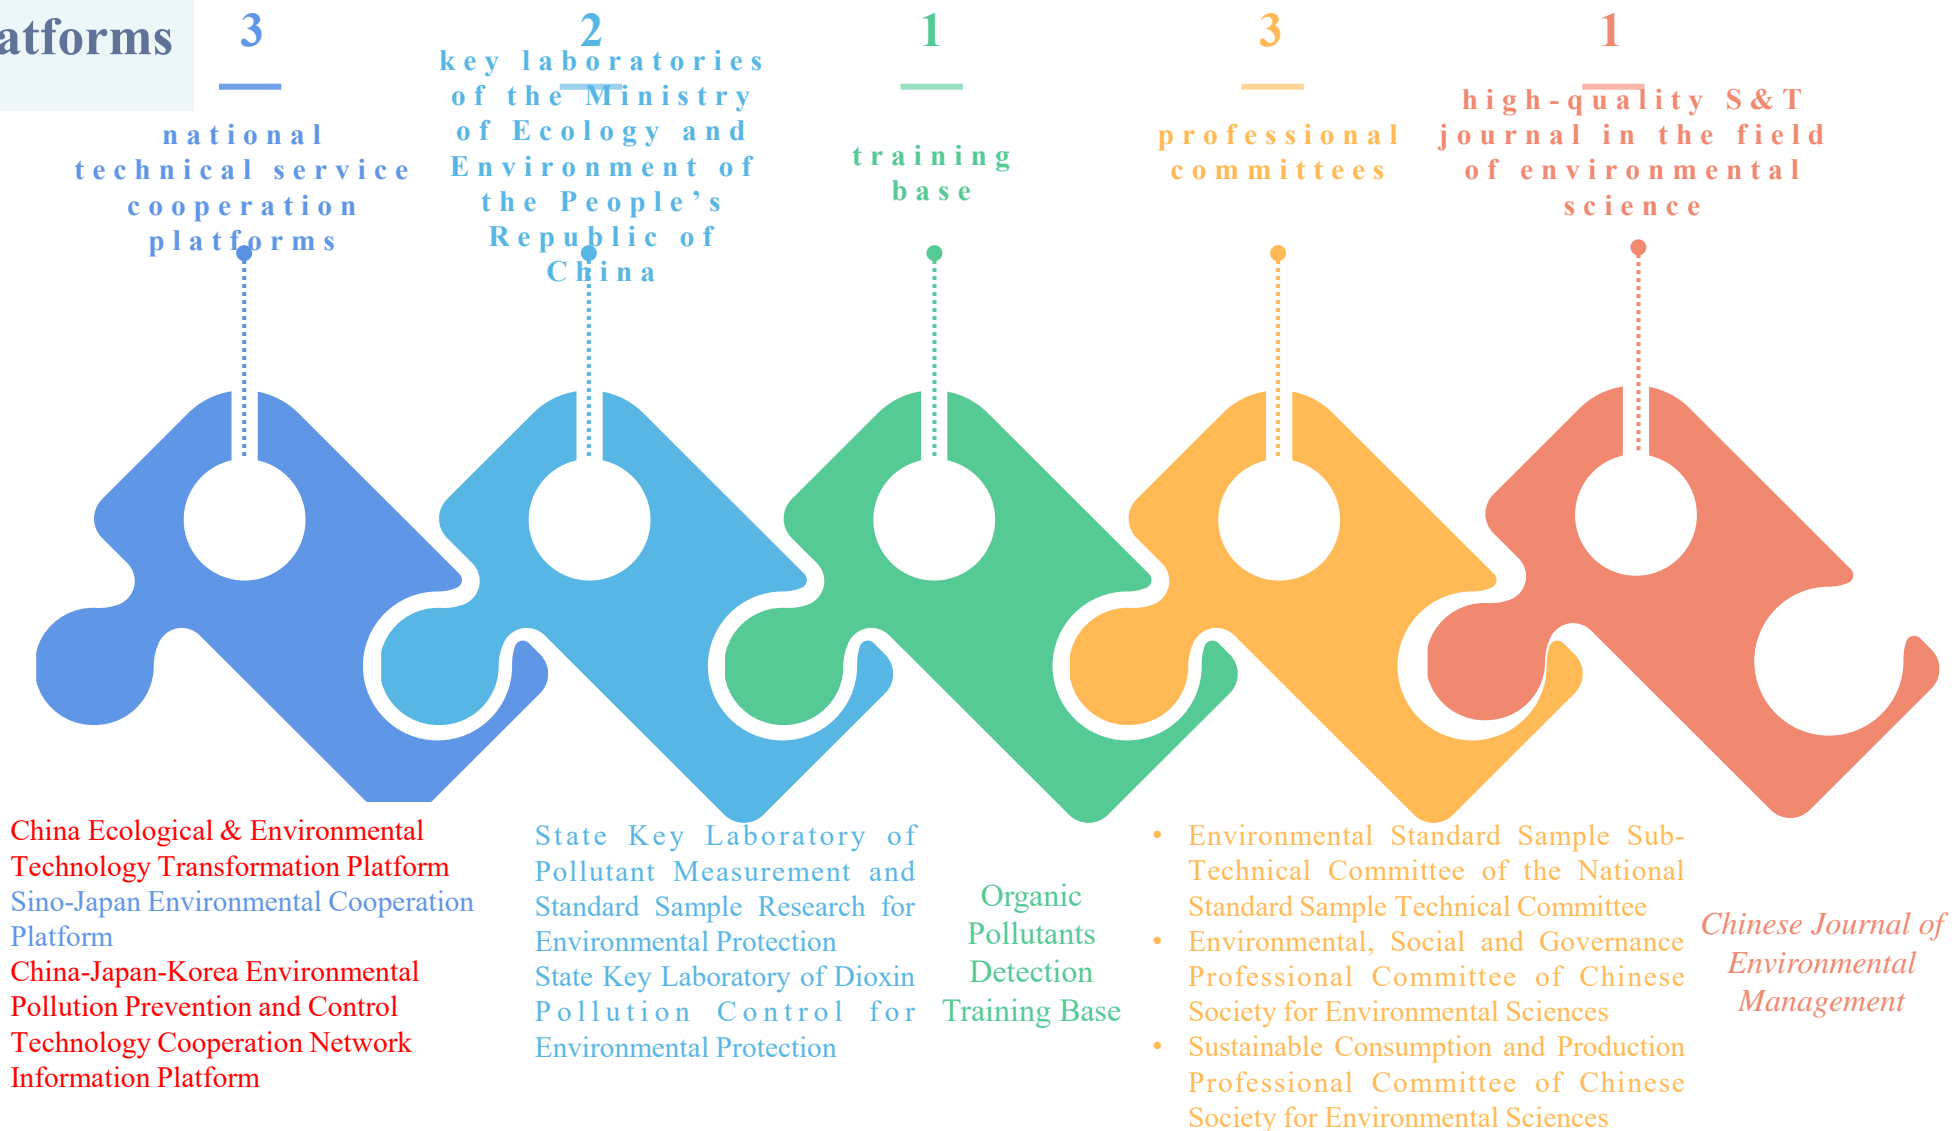 atforms
3
national
technical service
cooperation
platforms
2
key laboratories
of the Ministry
of Ecology and
Environment of
the People’s
Republic of
China
1
training
base
3
professional
committees
1
high-quality S&T
journal in the field
of environmental
science
China Ecological & Environmental
Technology Transformation Platform
Sino-Japan Environmental Cooperation
Platform
China-Japan-Korea Environmental
Pollution Prevention and Control
Technology Cooperation Network
Information Platform
State Key Laboratory of
Pollutant Measurement and
Standard Sample Research for
Environmental Protection
State Key Laboratory of Dioxin
Pollution Control for
Environmental Protection
Organic
Pollutants
Detection
Training Base
• Environmental Standard Sample Sub-
Technical Committee of the National
Standard Sample Technical Committee
• Environmental, Social and Governance
Professional Committee of Chinese
Society for Environmental Sciences
• Sustainable Consumption and Production
Professional Committee of Chinese
Society for Environmental Sciences
Chinese Journal of
Environmental
Management